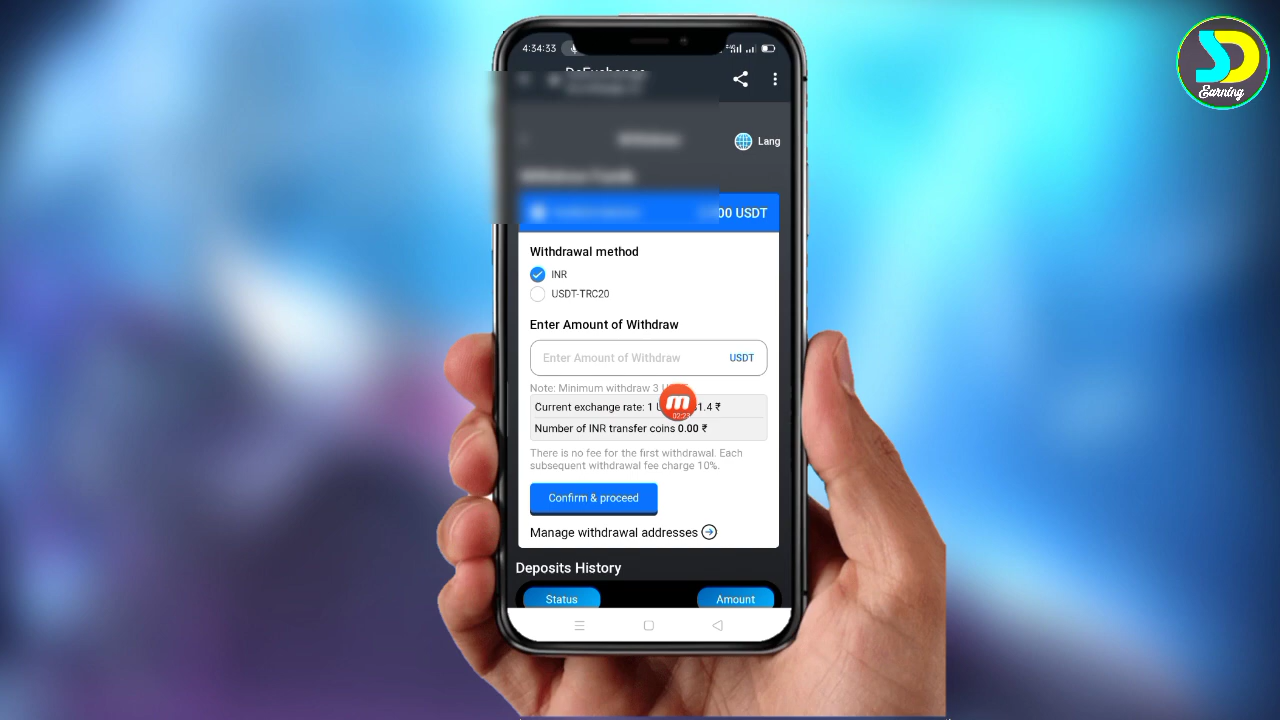 4:34:33
SD
Earning
Lang
00 USDT
Withdrawal method
INR
USDT-TRC20
Enter Amount of Withdraw
Enter Amount of Withdraw USDT
Note: Minimum withdraw 3
m
02:23
Current exchange rate: 1 1.4 ₹
Number of INR transfer coins 0.00 ₹
There is no fee for the first withdrawal. Each
subsequent withdrawal fee charge 10%.
Confirm & proceed
Manage withdrawal addresses
Deposits History
Status Amount